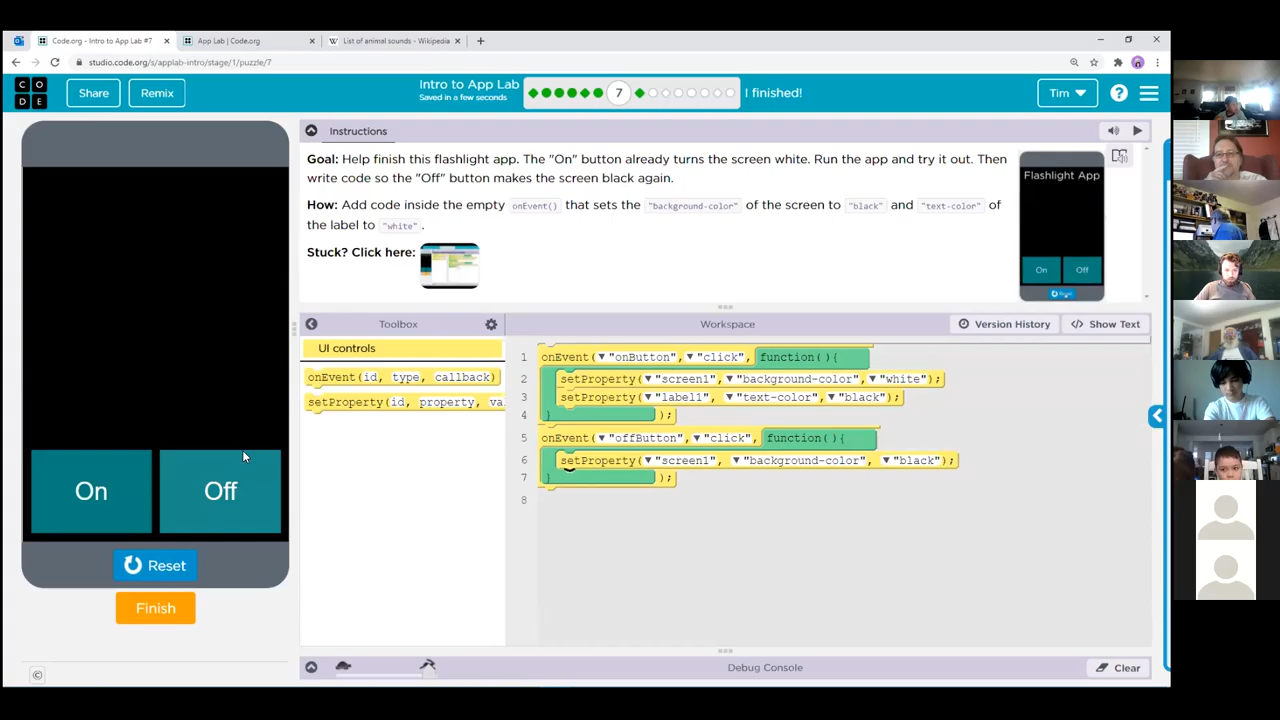 Code.org - Intro to App Lab #7
App Lab | Code.org
List of animal sounds - Wikipedia
studio.code.org/s/applab-intro/stage/1/puzzle/7
C O
D E
Share
Remix
Intro to App Lab
Saved in a few seconds
7
I finished!
Tim
?
Instructions
Goal: Help finish this flashlight app. The "On" button already turns the screen white. Run the app and try it out. Then
write code so the "Off" button makes the screen black again.
How: Add code inside the empty onEvent() that sets the "background-color" of the screen to "black" and "text-color" of
the label to "white" .
Stuck? Click here:
Flashlight App
On Off
Reset
Toolbox
Workspace
Version History
</> Show Text
UI controls
onEvent(id, type, callback)
setProperty(id, property, va
1 onEvent(▼"onButton",▼"click", function(){
2 setProperty(▼"screen1",▼"background-color",▼"white");
3 setProperty(▼"label1", ▼"text-color",▼"black");
4 } );
5 onEvent(▼"offButton",▼"click", function(){
6 setProperty(▼"screen1", ▼"background-color", ▼"black");
7 } );
8
On
Off
Reset
Finish
©
Debug Console
Clear